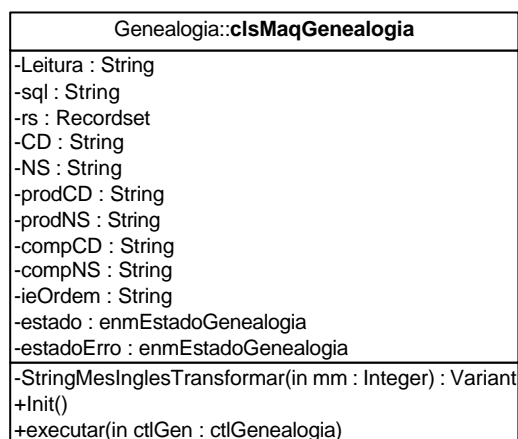 Genealogia::clsMaqGenealogia
-Leitura : String
-sql : String
-rs : Recordset
-CD : String
-NS : String
-prodCD : String
-prodNS : String
-compCD : String
-compNS : String
-ieOrdem : String
-estado : enmEstadoGenealogia
-estadoErro : enmEstadoGenealogia
-StringMesInglesTransformar(in mm : Integer) : Variant
+Init()
+executar(in ctlGen : ctlGenealogia)